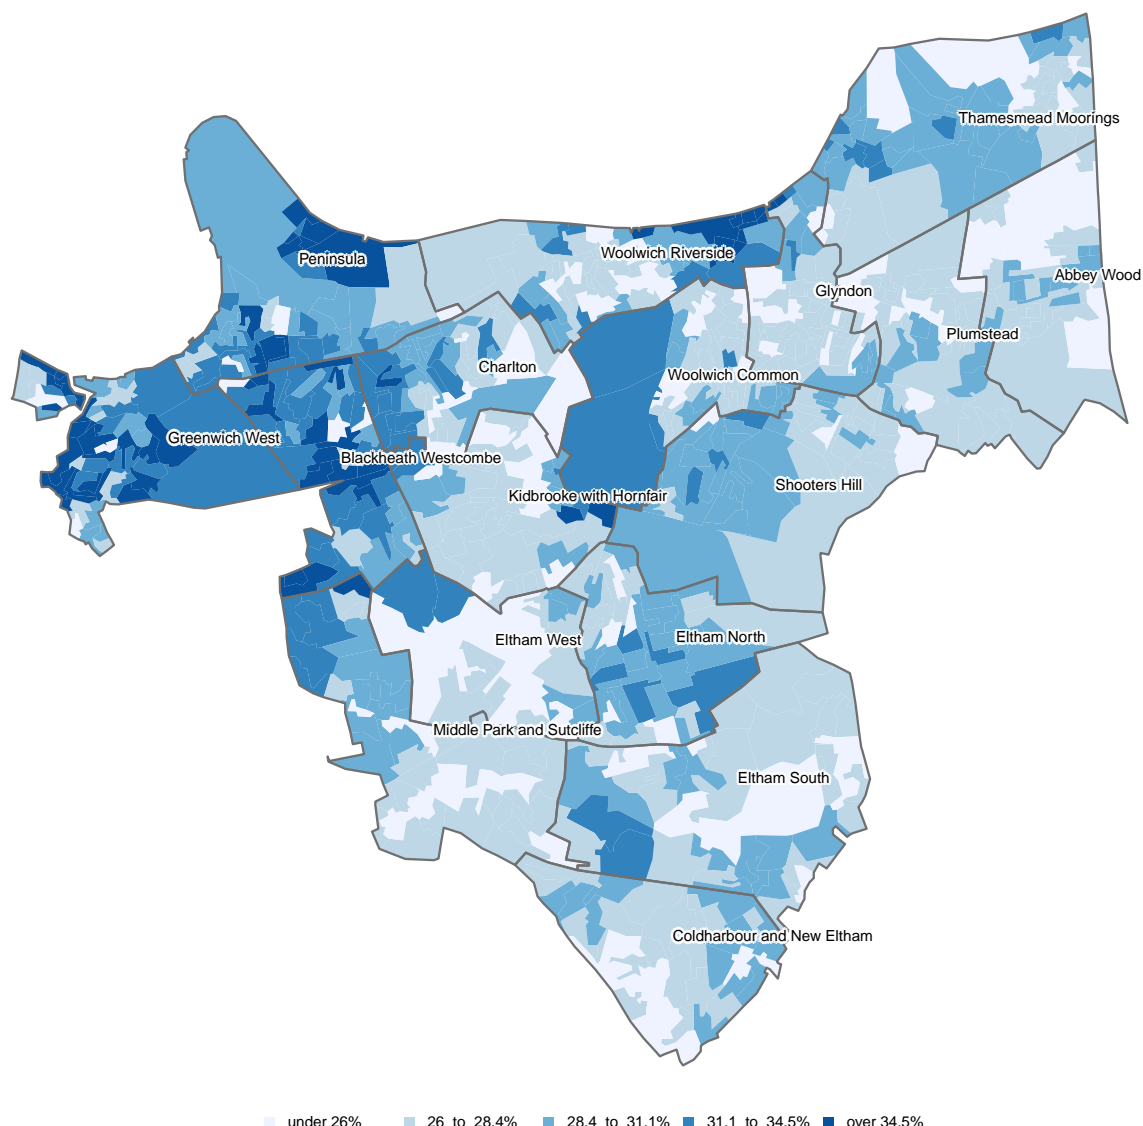 Thamesmead Moorings
Peninsula
Woolwich Riverside
Abbey Wood
Glyndon
Plumstead
Charlton
Woolwich Common
Greenwich West
Blackheath Westcombe
Shooters Hill
Kidbrooke with Hornfair
Eltham West
Eltham North
Middle Park and Sutcliffe
Eltham South
Coldharbour and New Eltham
under 26% 26 to 28.4% 28.4 to 31.1% 31.1 to 34.5% over 34.5%